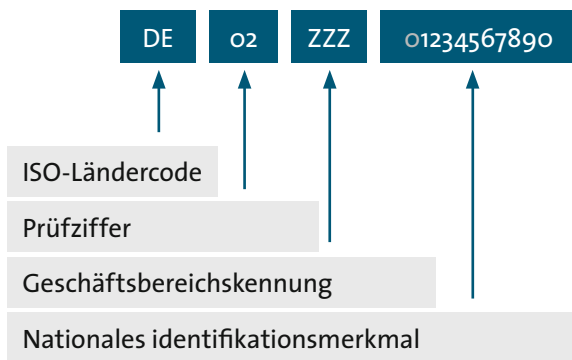 DE 02 ZZZ 01234567890
ISO-Ländercode
Prüfziffer
Geschäftsbereichskennung
Nationales identifikationsmerkmal